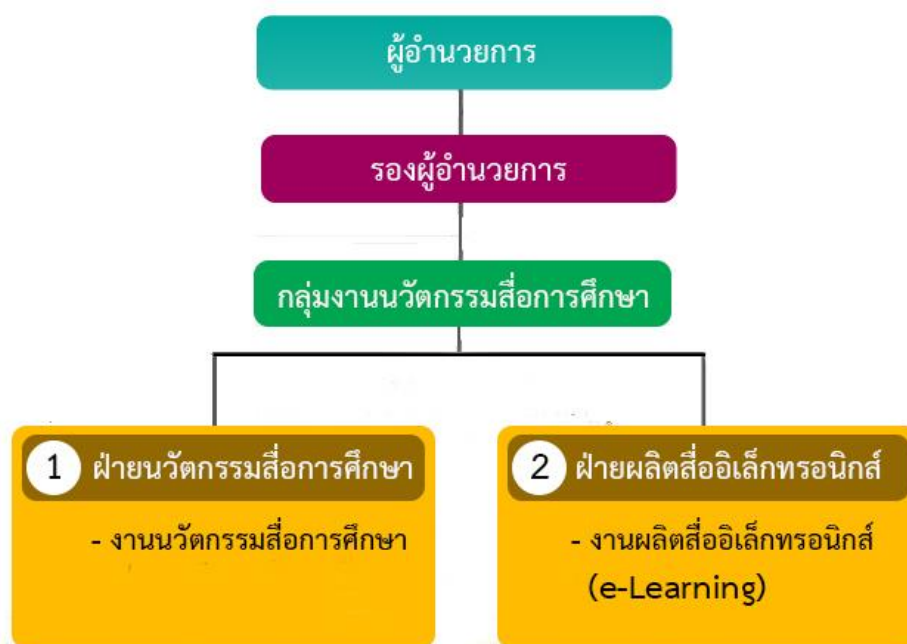 ผู้อำนวยการ
รองผู้อำนวยการ
กลุ่มงานนวัตกรรมสื่อการศึกษา
1 ฝ่ายนวัตกรรมสื่อการศึกษา
- งานนวัตกรรมสื่อการศึกษา
2 ฝ่ายผลิตสื่ออิเล็กทรอนิกส์
- งานผลิตสื่ออิเล็กทรอนิกส์
(e-Learning)